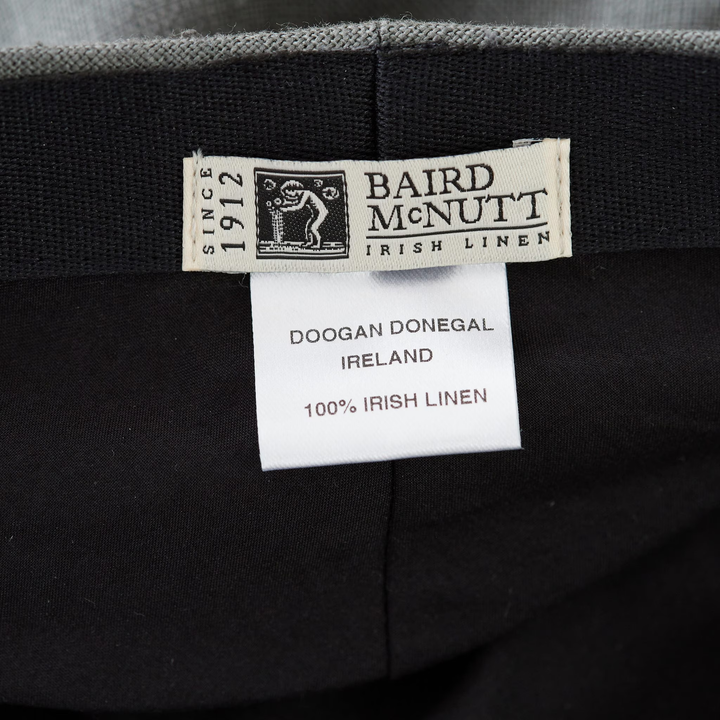 SINCE
1912
BAIRD
McNUTT
IRISH LINEN
DOOGAN DONEGAL
IRELAND
100% IRISH LINEN